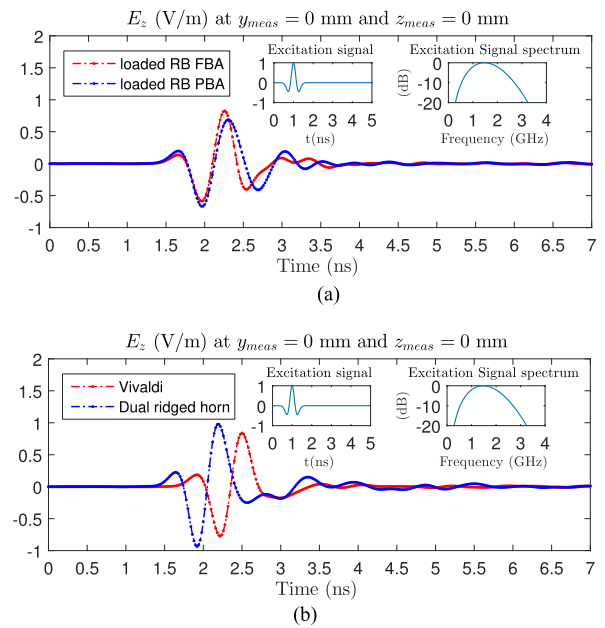 E_z (V/m) at y_meas = 0 mm and z_meas = 0 mm
2
1.5
1
0.5
0
-0.5
-1
loaded RB FBA
loaded RB PBA
Excitation signal
1
0
-1
0 1 2 3 4 5
t(ns)
Excitation Signal spectrum
(dB)
0
-10
-20
0 1 2 3 4
Frequency (GHz)
0 0.5 1 1.5 2 2.5 3 3.5 4 4.5 5 5.5 6 6.5 7
Time (ns)
(a)
E_z (V/m) at y_meas = 0 mm and z_meas = 0 mm
2
1.5
1
0.5
0
-0.5
-1
Vivaldi
Dual ridged horn
Excitation signal
1
0
-1
0 1 2 3 4 5
t(ns)
Excitation Signal spectrum
(dB)
0
-10
-20
0 1 2 3 4
Frequency (GHz)
0 0.5 1 1.5 2 2.5 3 3.5 4 4.5 5 5.5 6 6.5 7
Time (ns)
(b)